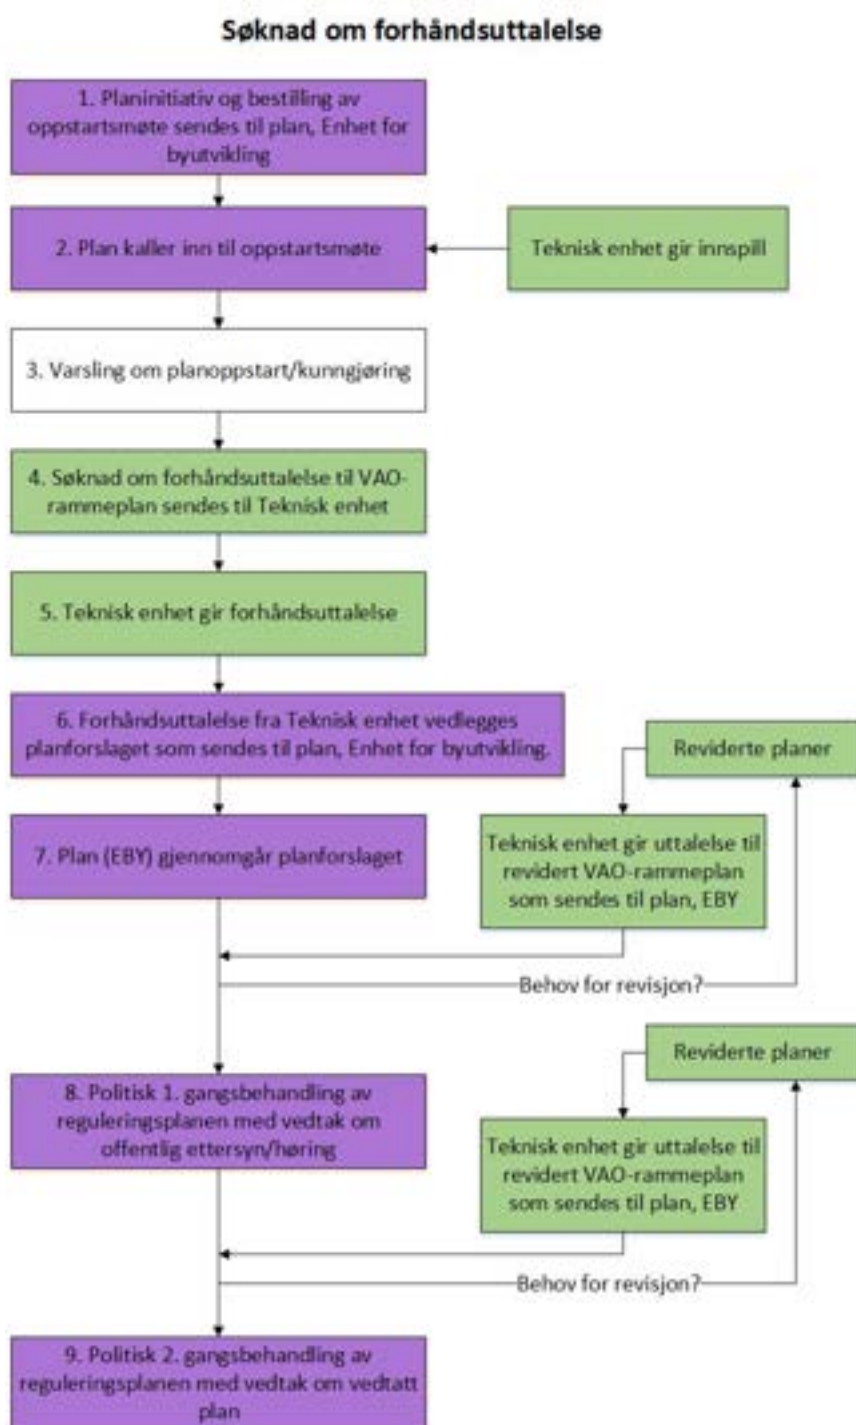 Søknad om forhåndsuttalelse
1. Planinitiativ og bestilling av
oppstartsmøte sendes til plan, Enhet for
byutvikling
2. Plan kaller inn til oppstartsmøte
Teknisk enhet gir innspill
3. Varsling om planoppstart/kunngjøring
4. Søknad om forhåndsuttalelse til VAO-
rammeplan sendes til Teknisk enhet
5. Teknisk enhet gir forhåndsuttalelse
6. Forhåndsuttalelse fra Teknisk enhet vedlegges
planforslaget som sendes til plan, Enhet for byutvikling.
Reviderte planer
7. Plan (EBY) gjennomgår planforslaget
Teknisk enhet gir uttalelse til
revidert VAO-rammeplan
som sendes til plan, EBY
Behov for revisjon?
Reviderte planer
8. Politisk 1. gangsbehandling av
reguleringsplanen med vedtak om
offentlig ettersyn/høring
Teknisk enhet gir uttalelse til
revidert VAO-rammeplan
som sendes til plan, EBY
Behov for revisjon?
9. Politisk 2. gangsbehandling av
reguleringsplanen med vedtak om vedtatt
plan